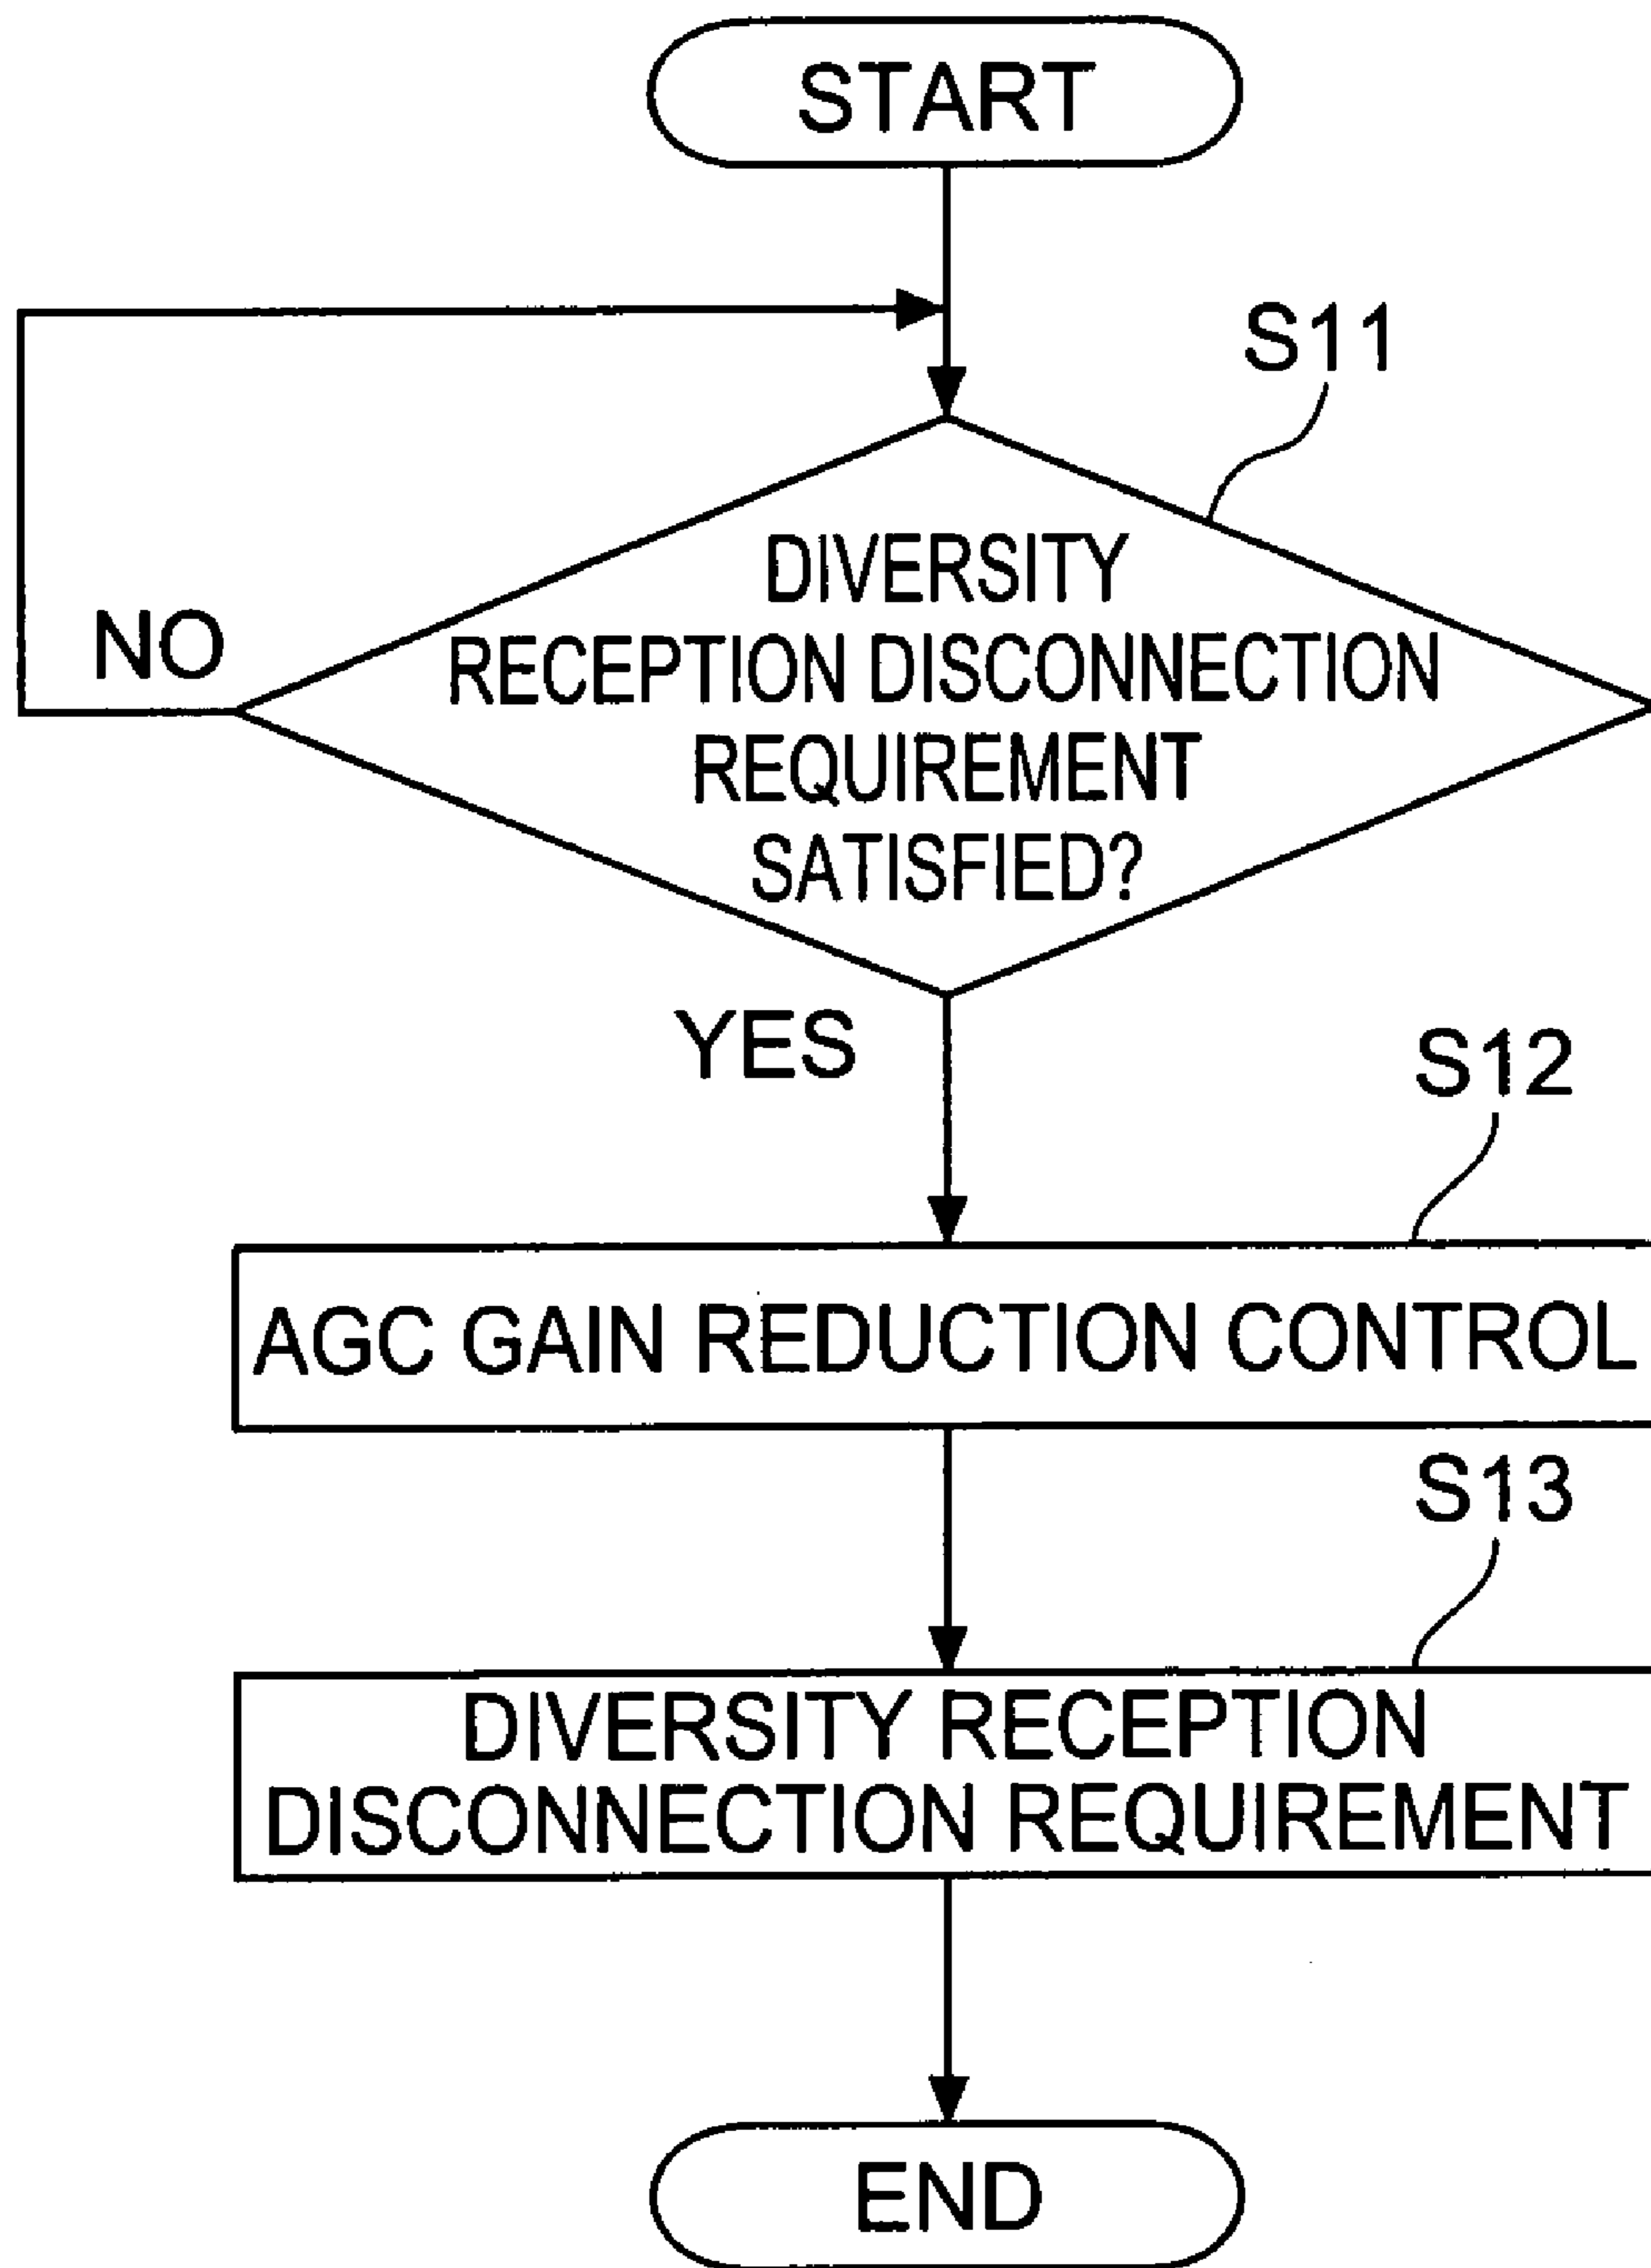 START
S11
DIVERSITY
RECEPTION DISCONNECTION
REQUIREMENT
SATISFIED?
NO
YES
S12
AGC GAIN REDUCTION CONTROL
S13
DIVERSITY RECEPTION
DISCONNECTION REQUIREMENT
END